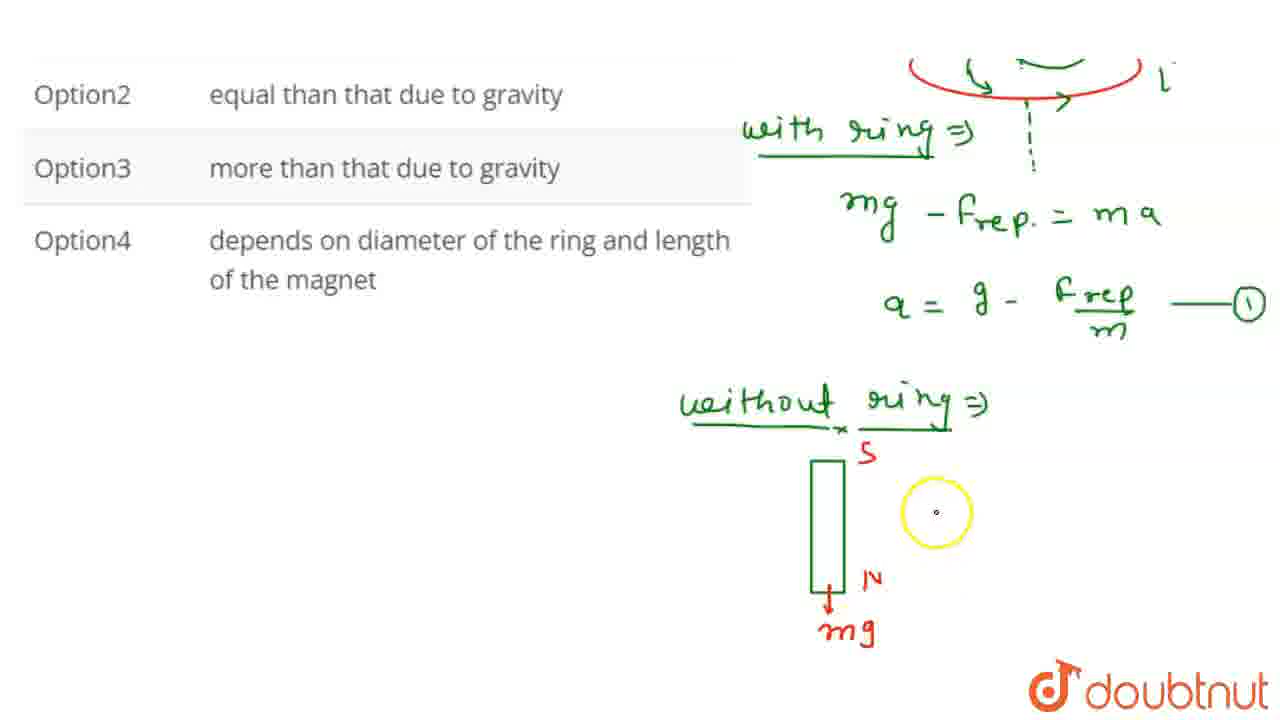 Option2 equal than that due to gravity
Option3 more than that due to gravity
Option4 depends on diameter of the ring and length
of the magnet
with ring ⇒
mg - Frep. = ma
a = g - Frep/m ——— ①
without ring ⇒
S
N
mg
doubtnut